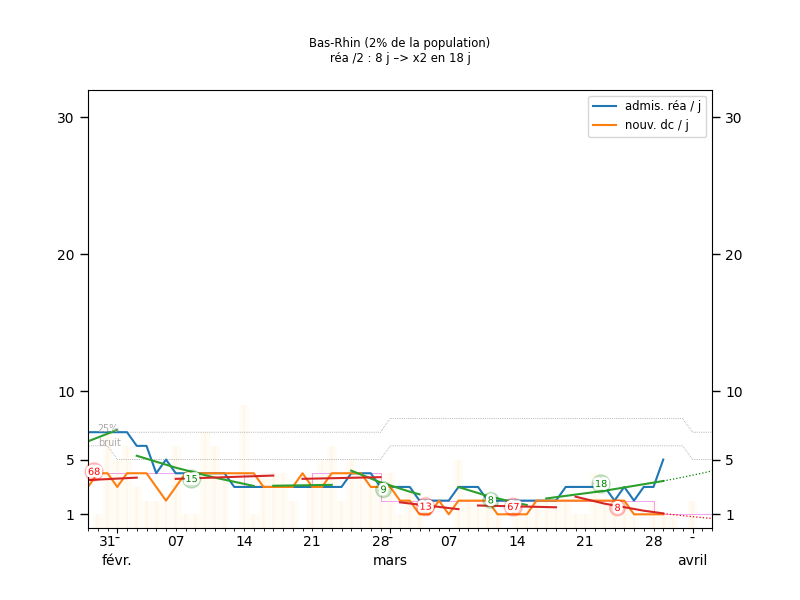 Bas-Rhin (2% de la population)
réa /2 : 8 j –> x2 en 18 j
admis. réa / j
nouv. dc / j
30 30
20 20
10 10
25%
bruit
5 5
68 15 9 13 8 67 18 8
1 1
31 07 14 21 28 07 14 21 28
févr. mars avril